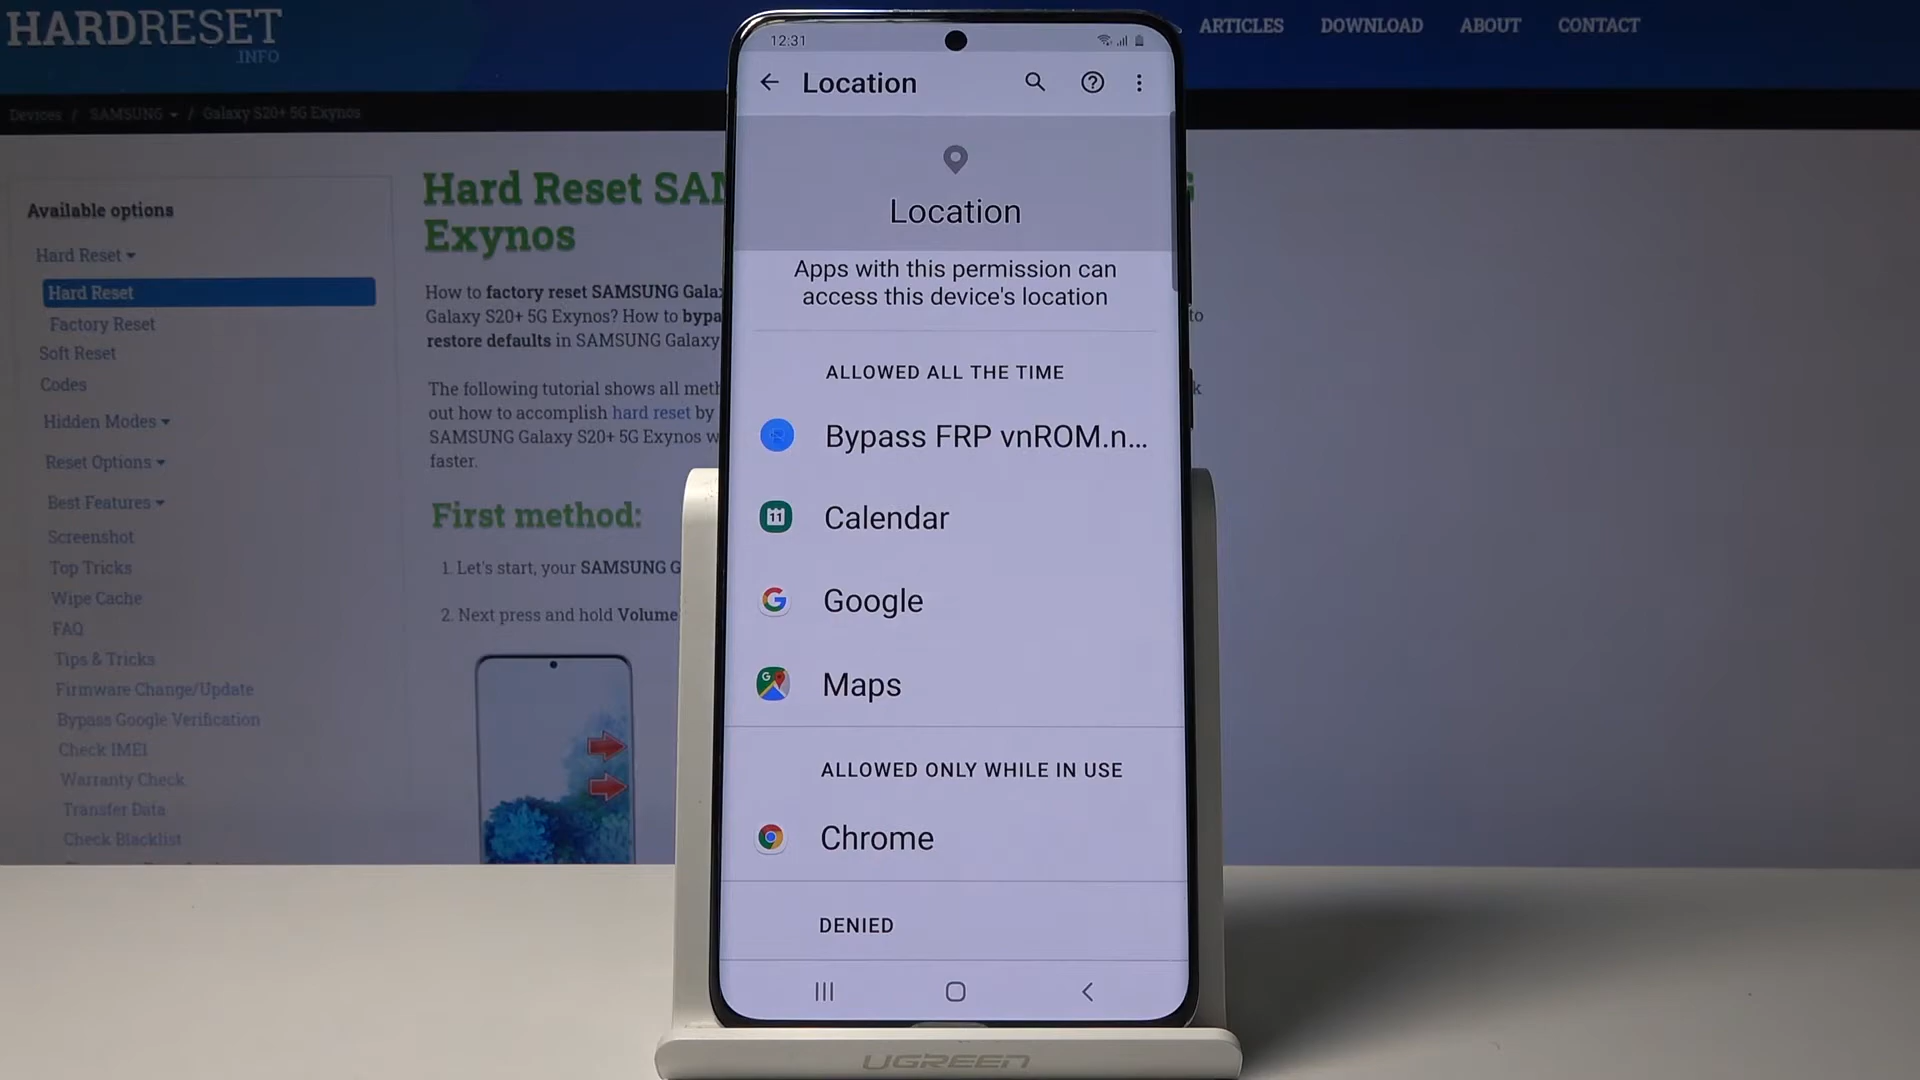 HARDRESET
.INFO
ARTICLES
DOWNLOAD
ABOUT
CONTACT
Devices / SAMSUNG / Galaxy S20+ 5G Exynos
Available options
Hard Reset
Hard Reset
Factory Reset
Soft Reset
Codes
Hidden Modes
Reset Options
Best Features
Screenshot
Top Tricks
Wipe Cache
FAQ
Tips & Tricks
Firmware Change/Update
Bypass Google Verification
Check IMEI
Warranty Check
Transfer Data
Check Blacklist
Hard Reset SAM
Exynos
How to factory reset SAMSUNG Gala
Galaxy S20+ 5G Exynos? How to bypa
to
restore defaults in SAMSUNG Galaxy
The following tutorial shows all meth
k
out how to accomplish hard reset by
SAMSUNG Galaxy S20+ 5G Exynos w
faster.
First method:
1. Let's start, your SAMSUNG G
2. Next press and hold Volume
12:31
Location
Location
Apps with this permission can
access this device's location
ALLOWED ALL THE TIME
Bypass FRP vnROM.n...
11
Calendar
Google
Maps
ALLOWED ONLY WHILE IN USE
Chrome
DENIED
UGREEN